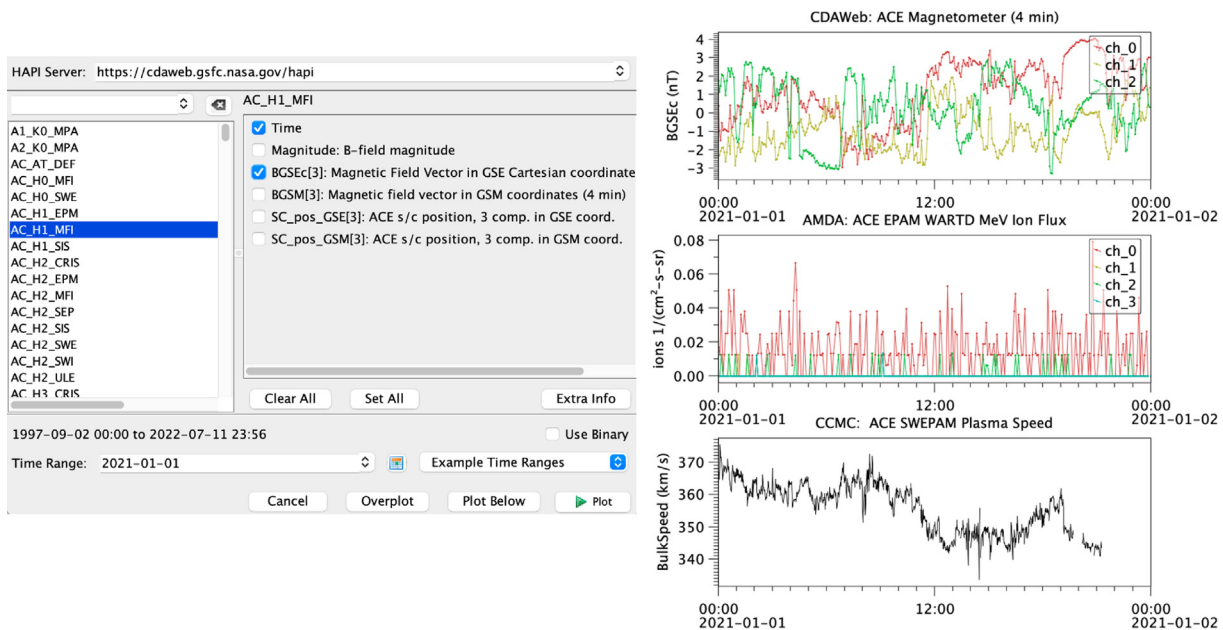 HAPI Server: https://cdaweb.gsfc.nasa.gov/hapi
AC_H1_MFI
A1_K0_MPA
A2_K0_MPA
AC_AT_DEF
AC_H0_MFI
AC_H0_SWE
AC_H1_EPM
AC_H1_MFI
AC_H1_SIS
AC_H2_CRIS
AC_H2_EPM
AC_H2_MFI
AC_H2_SEP
AC_H2_SIS
AC_H2_SWE
AC_H2_SWI
AC_H2_ULE
AC_H3_CRIS
Time
Magnitude: B-field magnitude
BGSEc[3]: Magnetic Field Vector in GSE Cartesian coordinate
BGSM[3]: Magnetic field vector in GSM coordinates (4 min)
SC_pos_GSE[3]: ACE s/c position, 3 comp. in GSE coord.
SC_pos_GSM[3]: ACE s/c position, 3 comp. in GSM coord.
Clear All Set All Extra Info
1997-09-02 00:00 to 2022-07-11 23:56 Use Binary
Time Range: 2021-01-01 Example Time Ranges
Cancel Overplot Plot Below Plot
CDAWeb: ACE Magnetometer (4 min)
BGSEc (nT)
4
3
2
1
0
-1
-2
-3
ch_0
ch_1
ch_2
00:00 12:00 00:00
2021-01-01 2021-01-02
AMDA: ACE EPAM WARTD MeV Ion Flux
ions 1/(cm²-s-sr)
0.08
0.06
0.04
0.02
0.00
ch_0
ch_1
ch_2
ch_3
00:00 12:00 00:00
2021-01-01 2021-01-02
CCMC: ACE SWEPAM Plasma Speed
BulkSpeed (km/s)
370
360
350
340
00:00 12:00 00:00
2021-01-01 2021-01-02